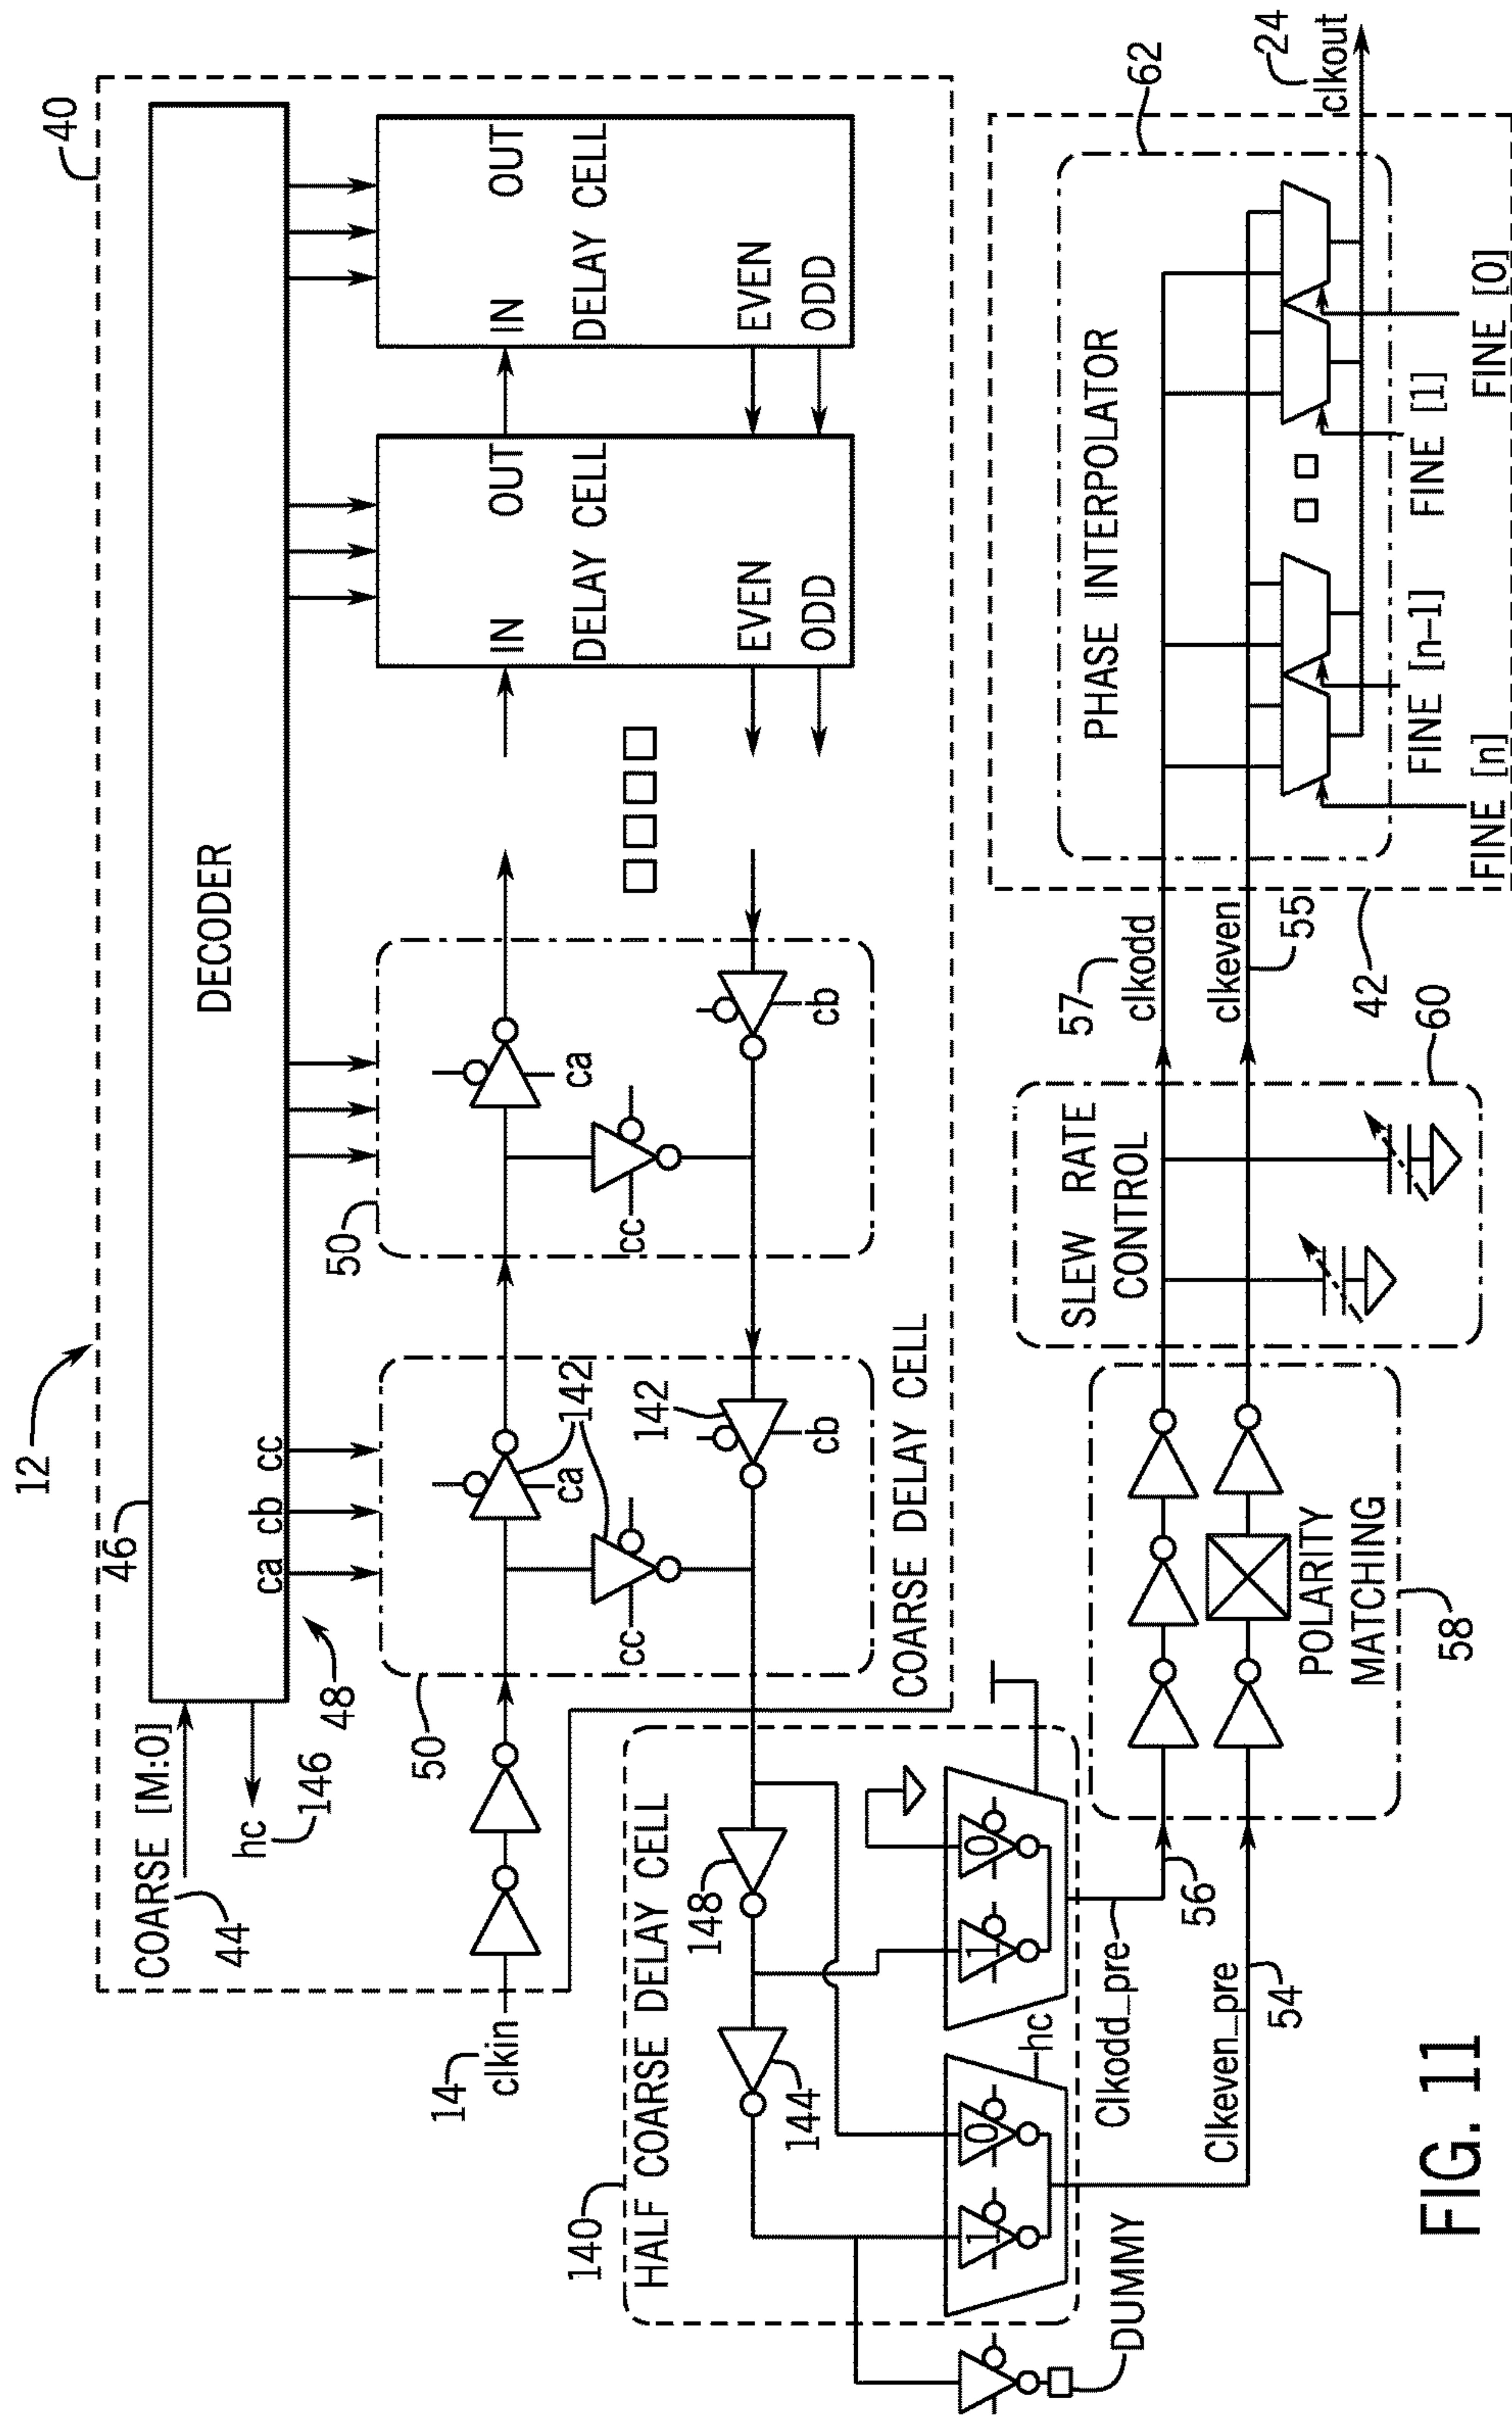 12
40
46
DECODER
COARSE [M:0]
44
hc
146
48
ca
cb
cc
14
clkin
50
ca
142
cc
142
cb
COARSE DELAY CELL
50
ca
cc
cb
IN
OUT
DELAY CELL
EVEN
ODD
IN
OUT
DELAY CELL
EVEN
ODD
140
HALF COARSE DELAY CELL
148
144
1
0
hc
1
0
DUMMY
Clkodd_pre
56
Clkeven_pre
54
POLARITY
MATCHING
58
SLEW RATE
CONTROL
60
57
clkodd
clkeven
55
42
62
PHASE INTERPOLATOR
24
clkout
FINE [n]
FINE [n-1]
FINE [1]
FINE [0]
FIG. 11